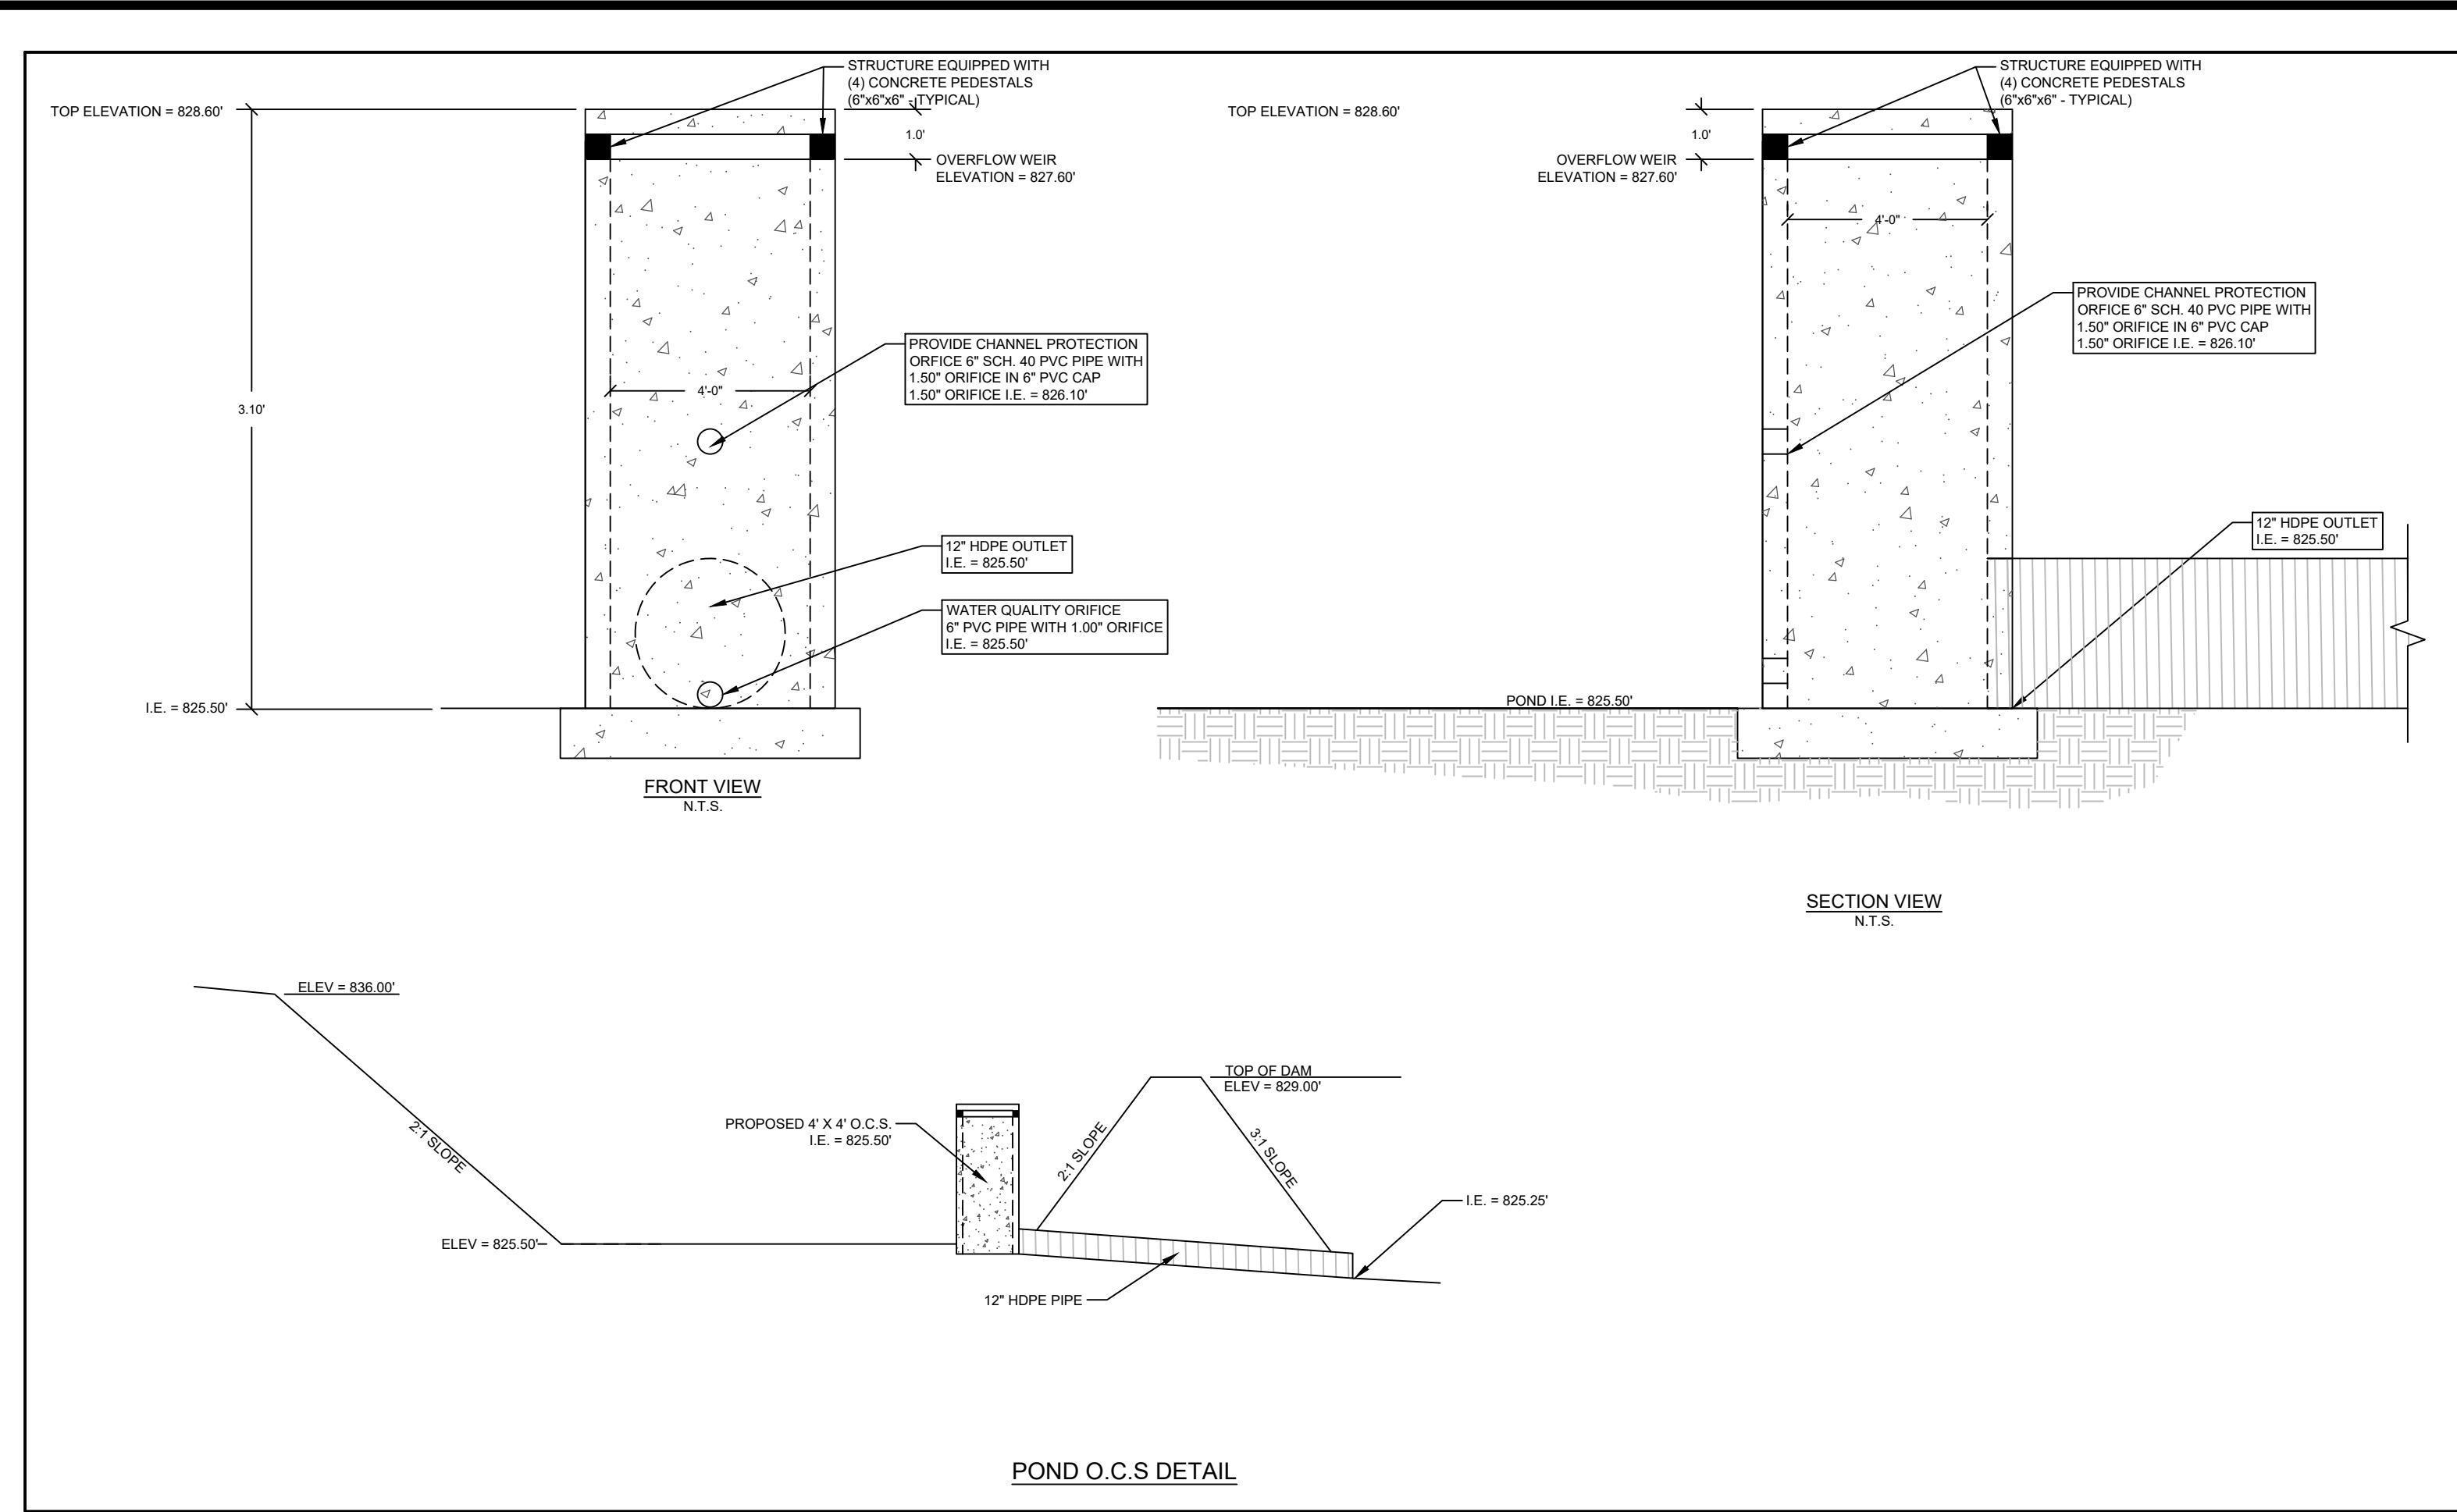 STRUCTURE EQUIPPED WITH
(4) CONCRETE PEDESTALS
(6"x6"x6" - TYPICAL)
TOP ELEVATION = 828.60'
1.0'
OVERFLOW WEIR
ELEVATION = 827.60'
PROVIDE CHANNEL PROTECTION
ORFICE 6" SCH. 40 PVC PIPE WITH
1.50" ORIFICE IN 6" PVC CAP
1.50" ORIFICE I.E. = 826.10'
4'-0"
3.10'
12" HDPE OUTLET
I.E. = 825.50'
WATER QUALITY ORIFICE
6" PVC PIPE WITH 1.00" ORIFICE
I.E. = 825.50'
I.E. = 825.50'
FRONT VIEW
N.T.S.
STRUCTURE EQUIPPED WITH
(4) CONCRETE PEDESTALS
(6"x6"x6" - TYPICAL)
TOP ELEVATION = 828.60'
1.0'
OVERFLOW WEIR
ELEVATION = 827.60'
4'-0"
PROVIDE CHANNEL PROTECTION
ORFICE 6" SCH. 40 PVC PIPE WITH
1.50" ORIFICE IN 6" PVC CAP
1.50" ORIFICE I.E. = 826.10'
12" HDPE OUTLET
I.E. = 825.50'
POND I.E. = 825.50'
SECTION VIEW
N.T.S.
ELEV = 836.00'
2:1 SLOPE
ELEV = 825.50'
PROPOSED 4' X 4' O.C.S.
I.E. = 825.50'
2:1 SLOPE
TOP OF DAM
ELEV = 829.00'
3:1 SLOPE
I.E. = 825.25'
12" HDPE PIPE
POND O.C.S DETAIL